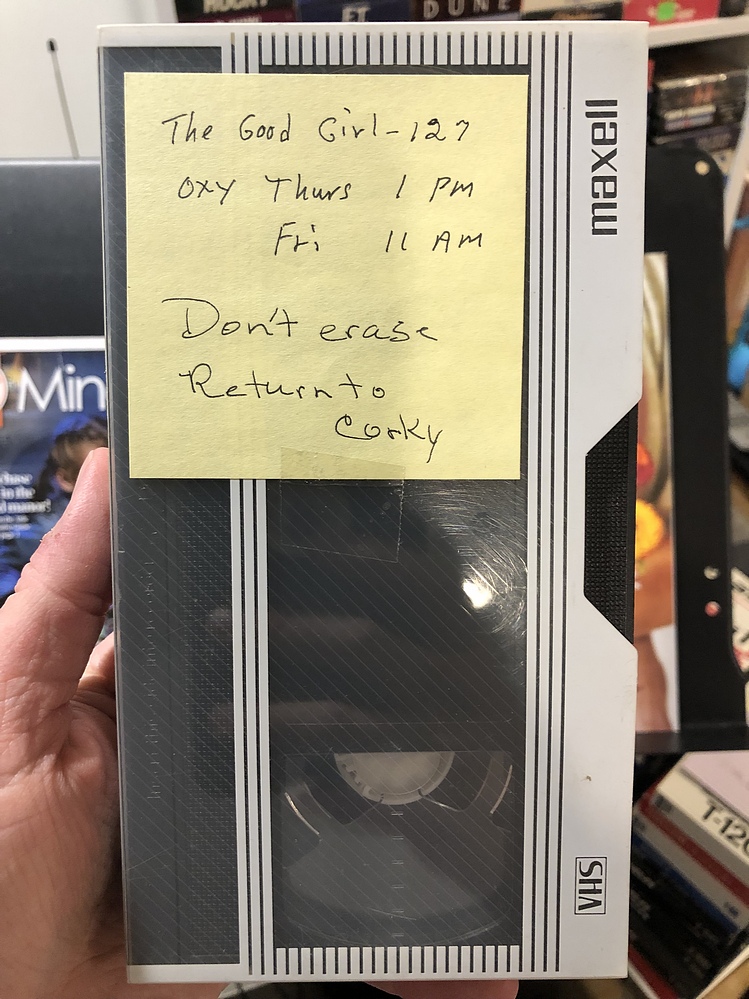 ET
DUNE
The Good Girl - 127
Oxy Thurs 1 PM
Fri 11 AM
Don't erase
Return to
Corky
maxell
VHS
Min
T-120